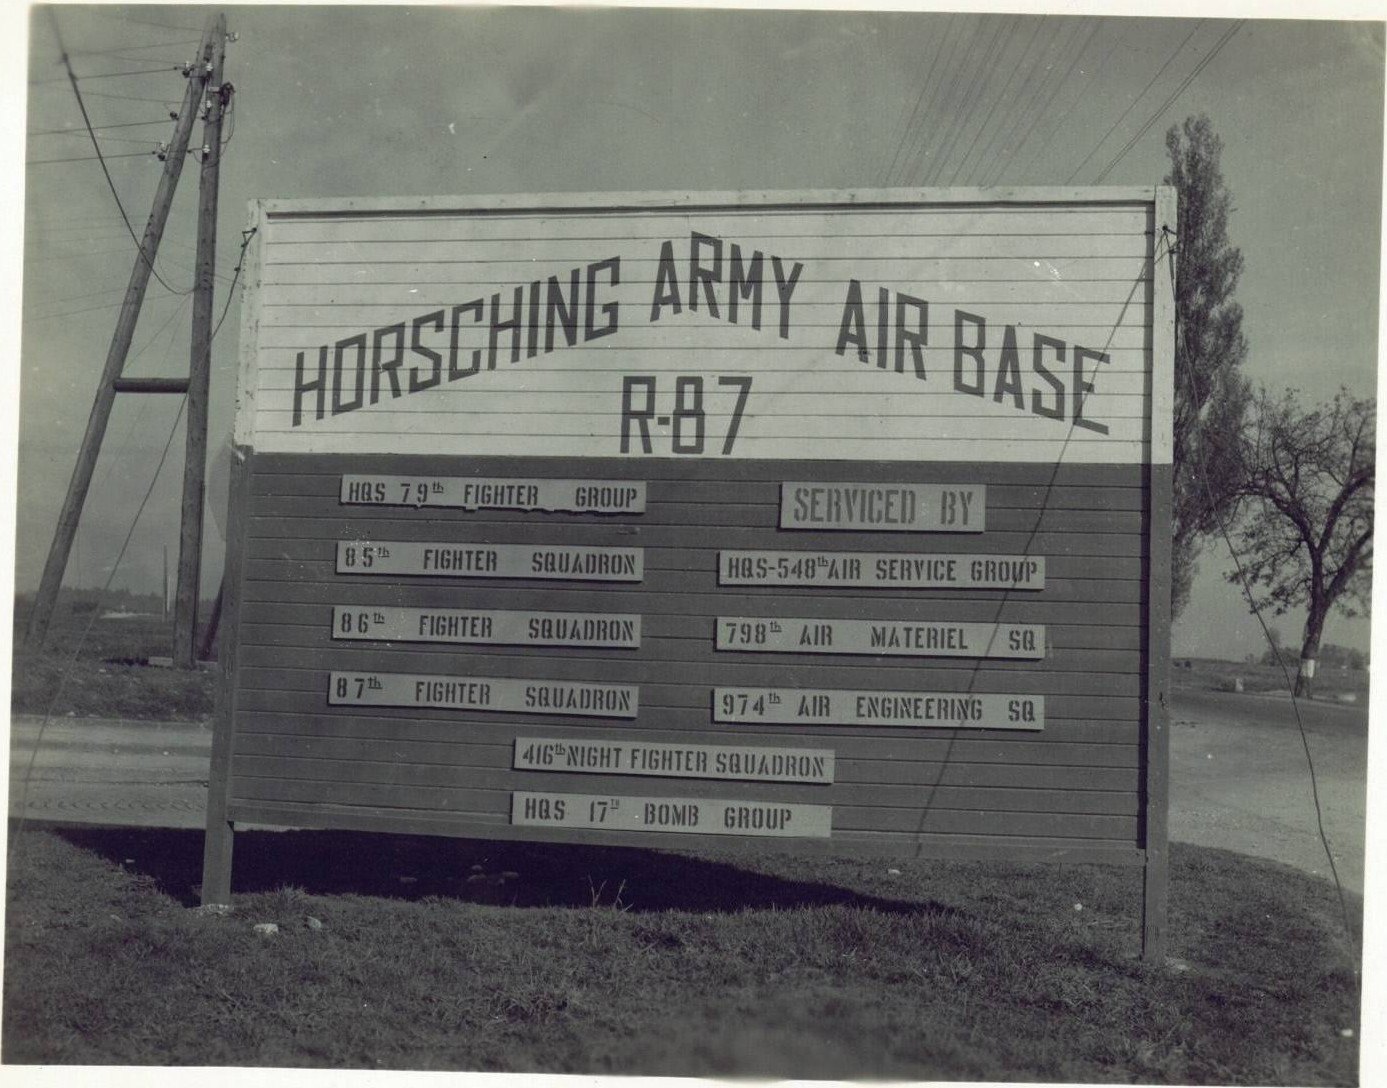 HORSCHING ARMY AIR BASE
R-87
HQS 79th FIGHTER GROUP
85th FIGHTER SQUADRON
86th FIGHTER SQUADRON
87th FIGHTER SQUADRON
SERVICED BY
HQS-548th AIR SERVICE GROUP
798th AIR MATERIEL SQ
974th AIR ENGINEERING SQ
416th NIGHT FIGHTER SQUADRON
HQS 17TH BOMB GROUP